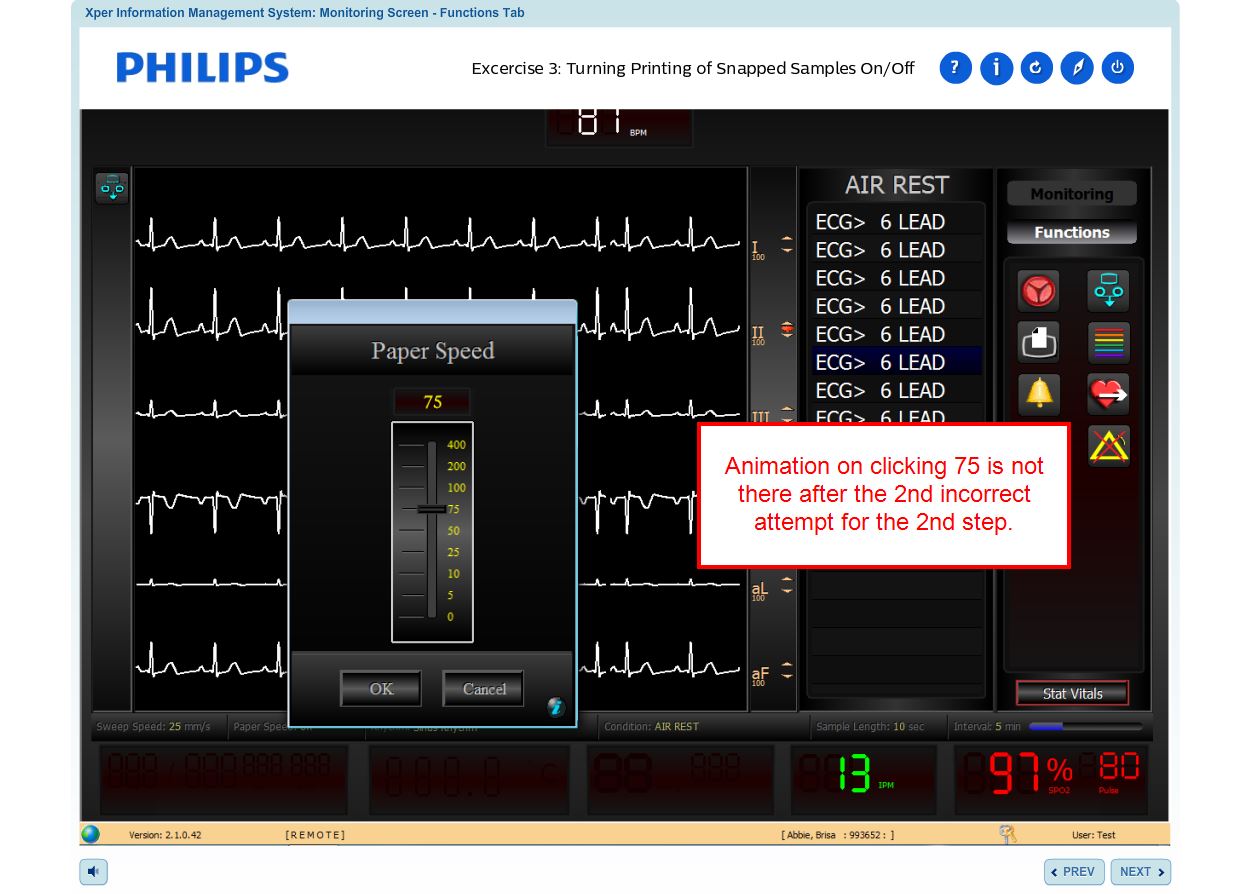 Xper Information Management System: Monitoring Screen - Functions Tab
PHILIPS
Excercise 3: Turning Printing of Snapped Samples On/Off
?
i
81 BPM
AIR REST
Monitoring
ECG> 6 LEAD
Functions
ECG> 6 LEAD
ECG> 6 LEAD
ECG> 6 LEAD
ECG> 6 LEAD
ECG> 6 LEAD
ECG> 6 LEAD
ECG> 6 LEAD
I
100
II
100
III
aL
100
aF
100
Paper Speed
75
400
200
100
75
50
25
10
5
0
OK
Cancel
Animation on clicking 75 is not
there after the 2nd incorrect
attempt for the 2nd step.
Stat Vitals
Sweep Speed: 25 mm/s
Paper Speed:
Condition: AIR REST
Sample Length: 10 sec
Interval: 5 min
13 IPM
97 % SPO2
80 Pulse
Version: 2.1.0.42
[REMOTE]
[ Abbie, Brisa : 993652 : ]
User: Test
PREV
NEXT